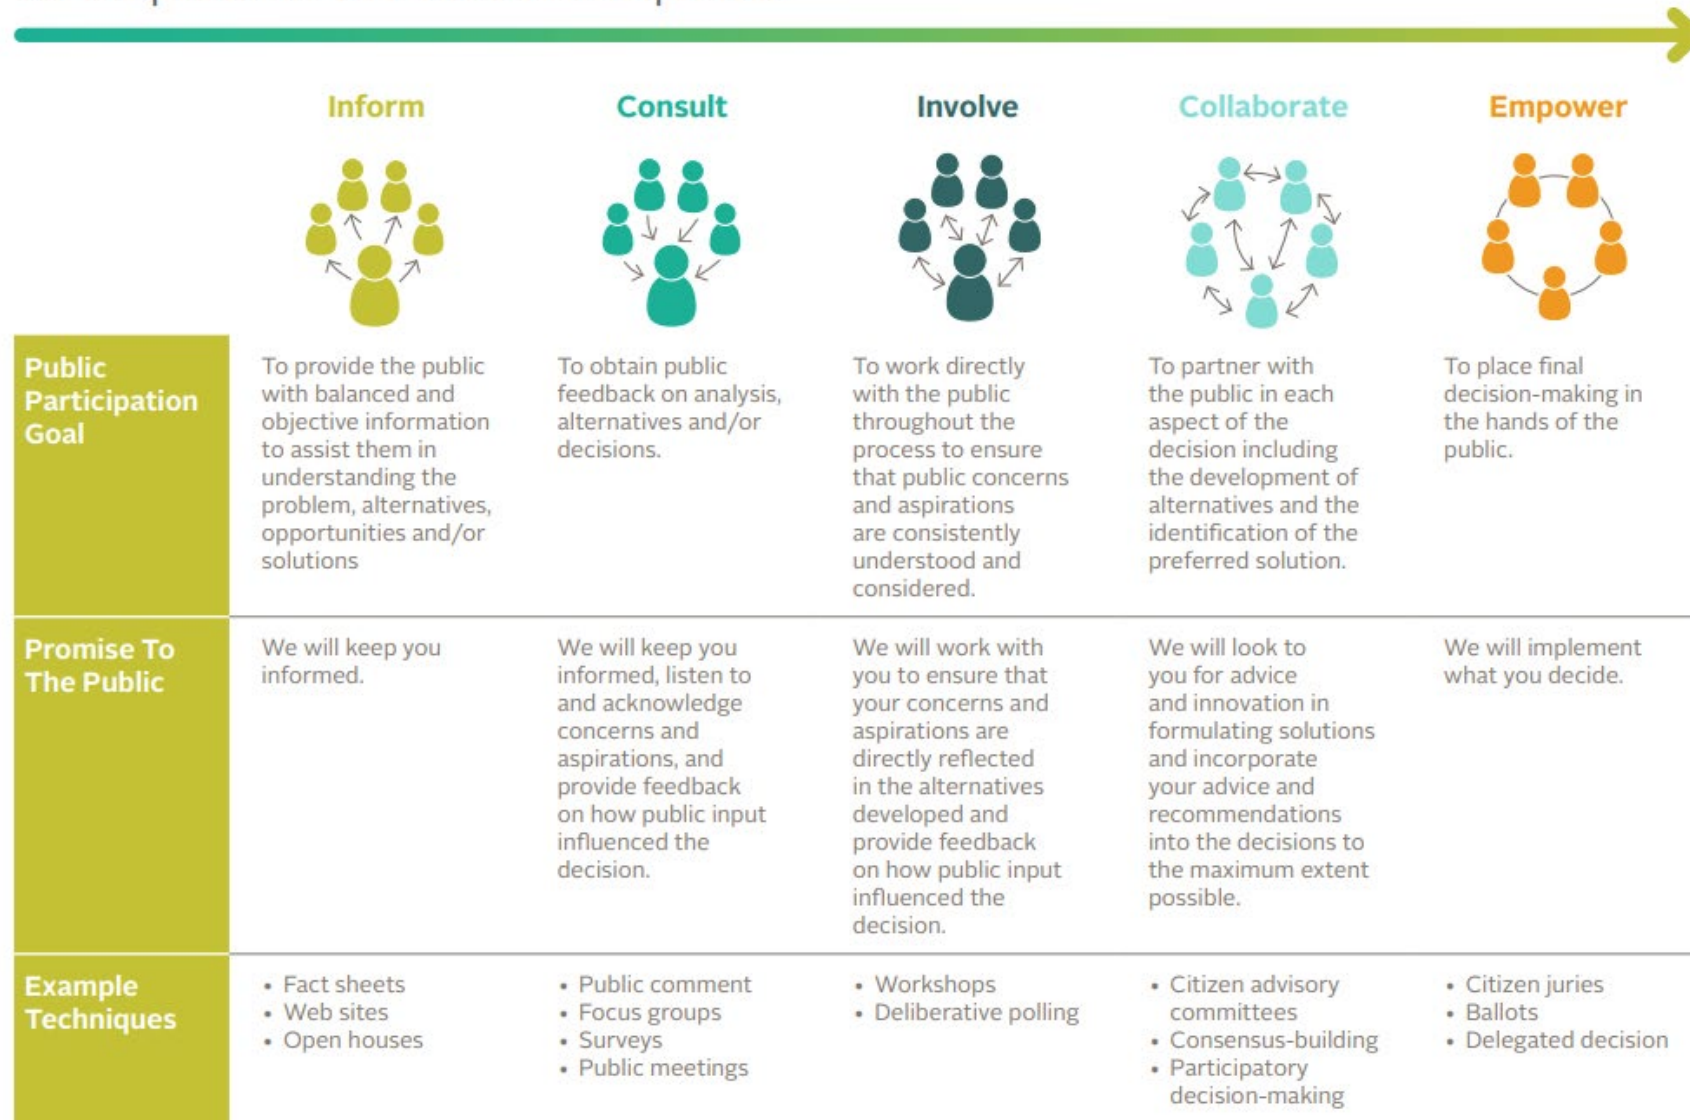 Inform
Consult
Involve
Collaborate
Empower
Public
Participation
Goal
To provide the public
with balanced and
objective information
to assist them in
understanding the
problem, alternatives,
opportunities and/or
solutions
To obtain public
feedback on analysis,
alternatives and/or
decisions.
To work directly
with the public
throughout the
process to ensure
that public concerns
and aspirations
are consistently
understood and
considered.
To partner with
the public in each
aspect of the
decision including
the development of
alternatives and the
identification of the
preferred solution.
To place final
decision-making in
the hands of the
public.
Promise To
The Public
We will keep you
informed.
We will keep you
informed, listen to
and acknowledge
concerns and
aspirations, and
provide feedback
on how public input
influenced the
decision.
We will work with
you to ensure that
your concerns and
aspirations are
directly reflected
in the alternatives
developed and
provide feedback
on how public input
influenced the
decision.
We will look to
you for advice
and innovation in
formulating solutions
and incorporate
your advice and
recommendations
into the decisions to
the maximum extent
possible.
We will implement
what you decide.
Example
Techniques
• Fact sheets
• Web sites
• Open houses
• Public comment
• Focus groups
• Surveys
• Public meetings
• Workshops
• Deliberative polling
• Citizen advisory
committees
• Consensus-building
• Participatory
decision-making
• Citizen juries
• Ballots
• Delegated decision